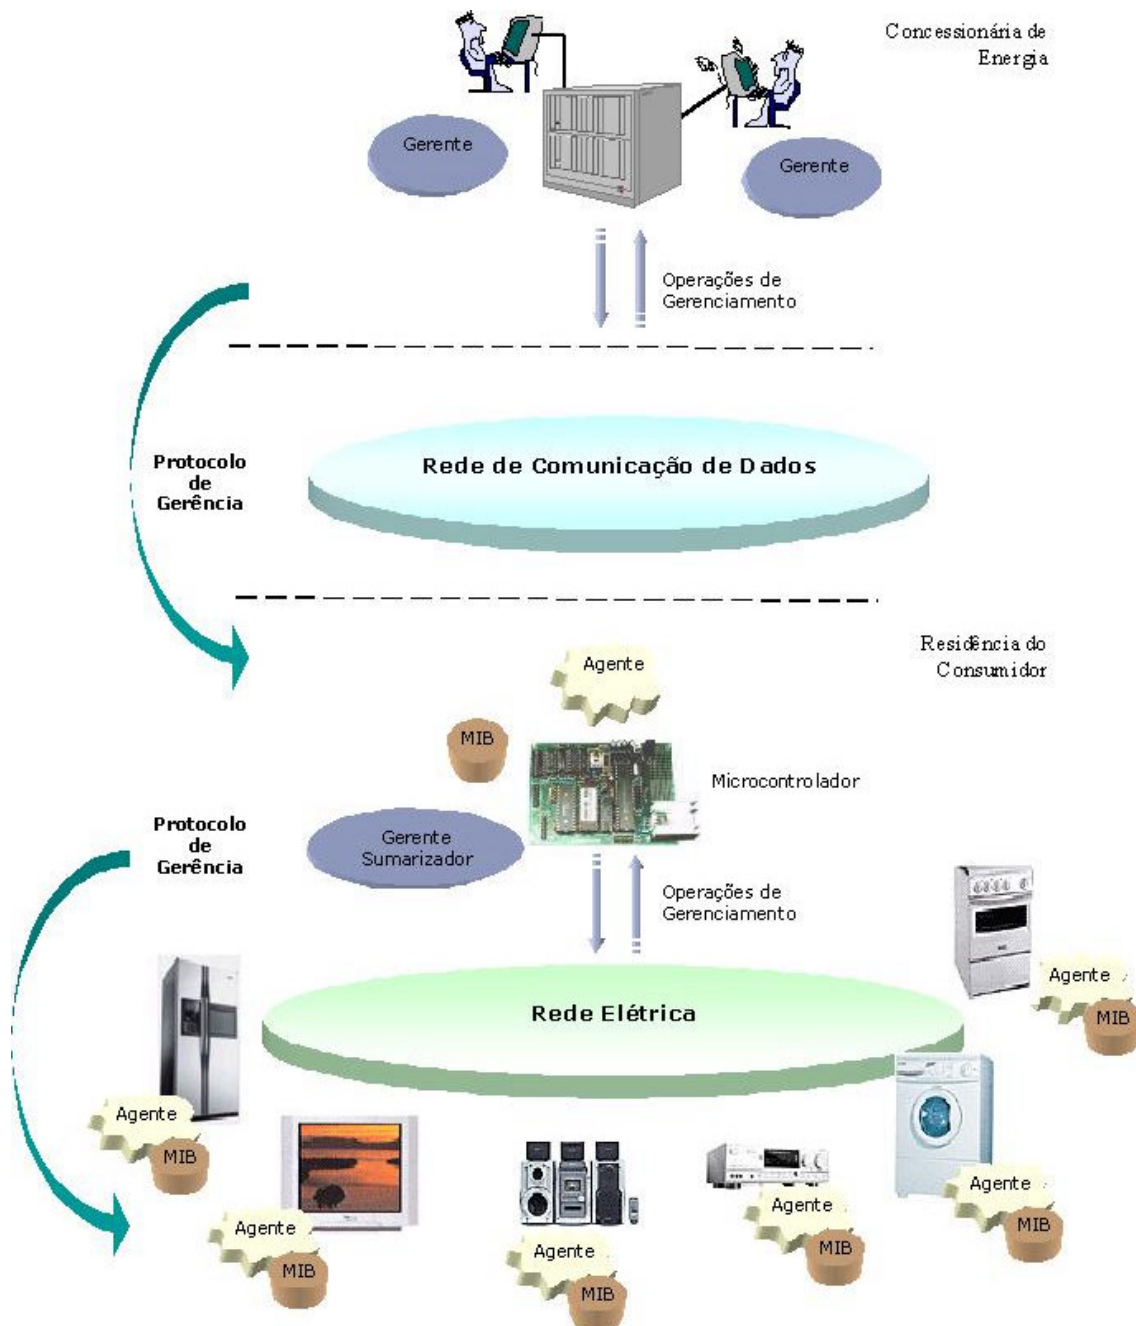 Concessionária de
Energia
Gerente
Gerente
Operações de
Gerenciamento
Rede de Comunicação de Dados
Protocolo
de
Gerência
Residência do
Consumidor
Agente
MIB
Microcontrolador
Protocolo
de
Gerência
Gerente
Sumarizador
Operações de
Gerenciamento
Agente
MIB
Rede Elétrica
Agente
MIB
Agente
MIB
Agente
MIB
Agente
MIB
Agente
MIB